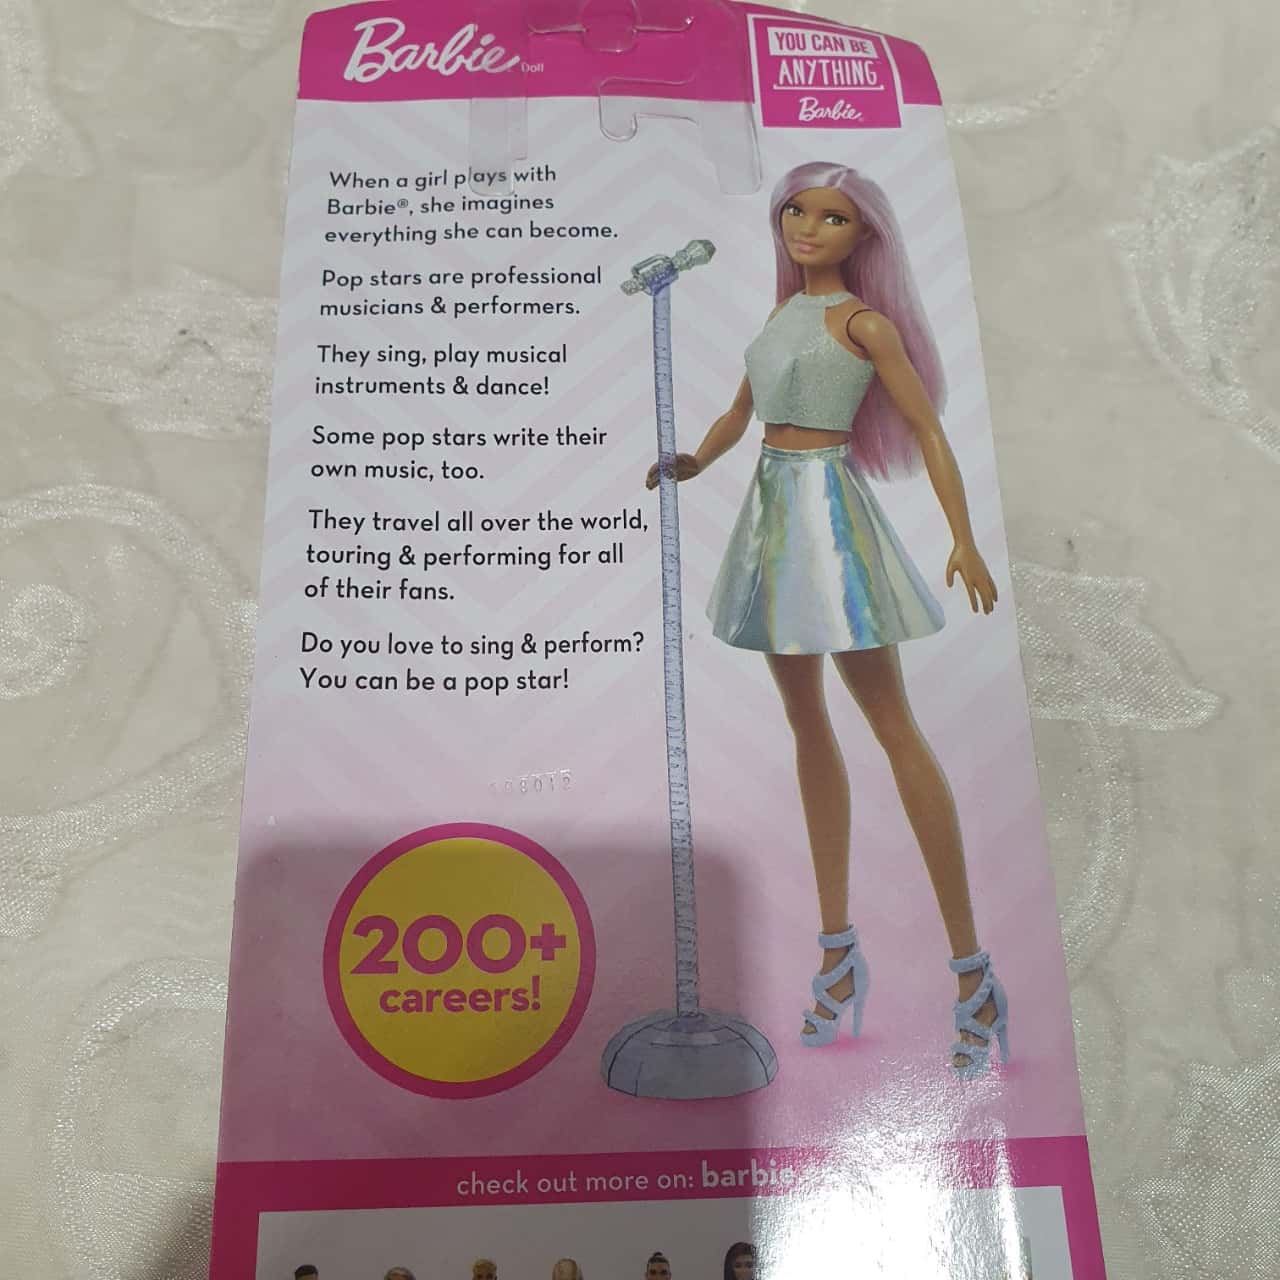 Barbie Doll
YOU CAN BE
ANYTHING
Barbie®
When a girl plays with
Barbie®, she imagines
everything she can become.
Pop stars are professional
musicians & performers.
They sing, play musical
instruments & dance!
Some pop stars write their
own music, too.
They travel all over the world,
touring & performing for all
of their fans.
Do you love to sing & perform?
You can be a pop star!
200+
careers!
check out more on: barbie